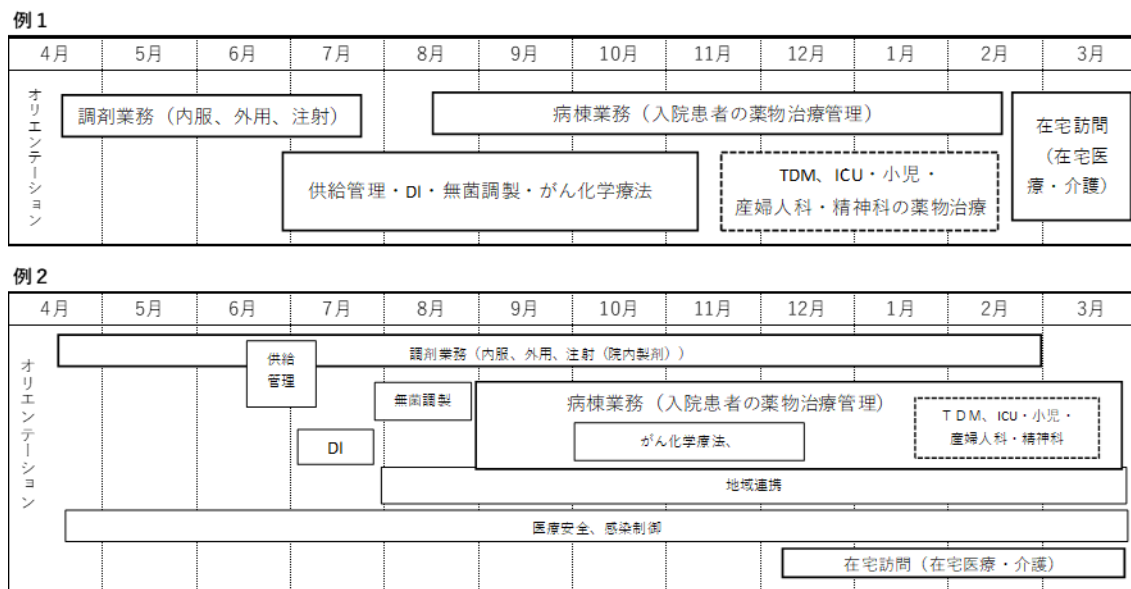 例1
4月 5月 6月 7月 8月 9月 10月 11月 12月 1月 2月 3月
オリエンテーション
調剤業務（内服、外用、注射）
病棟業務（入院患者の薬物治療管理）
在宅訪問
（在宅医
療・介護）
供給管理・DI・無菌調製・がん化学療法
TDM、ICU・小児・
産婦人科・精神科の薬物治療
例2
4月 5月 6月 7月 8月 9月 10月 11月 12月 1月 2月 3月
オリエンテーション
調剤業務（内服、外用、注射（院内製剤））
供給
管理
無菌調製
病棟業務（入院患者の薬物治療管理）
TDM、ICU・小児・
産婦人科・精神科
がん化学療法、
DI
地域連携
医療安全、感染制御
在宅訪問（在宅医療・介護）